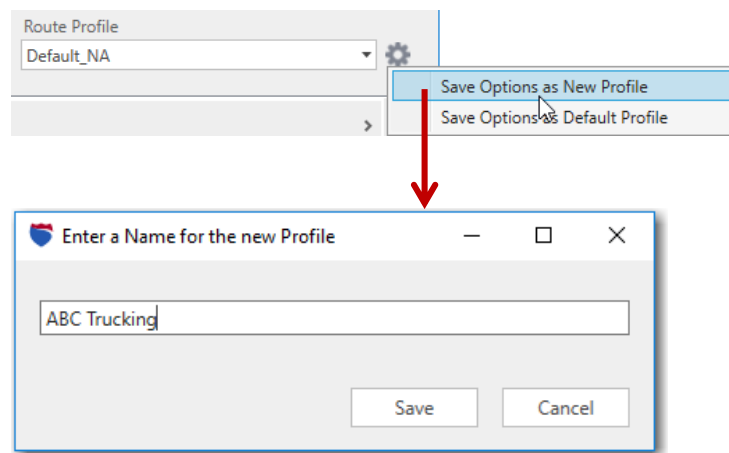 Route Profile
Default_NA
Save Options as New Profile
Save Options as Default Profile
Enter a Name for the new Profile
ABC Trucking
Save
Cancel